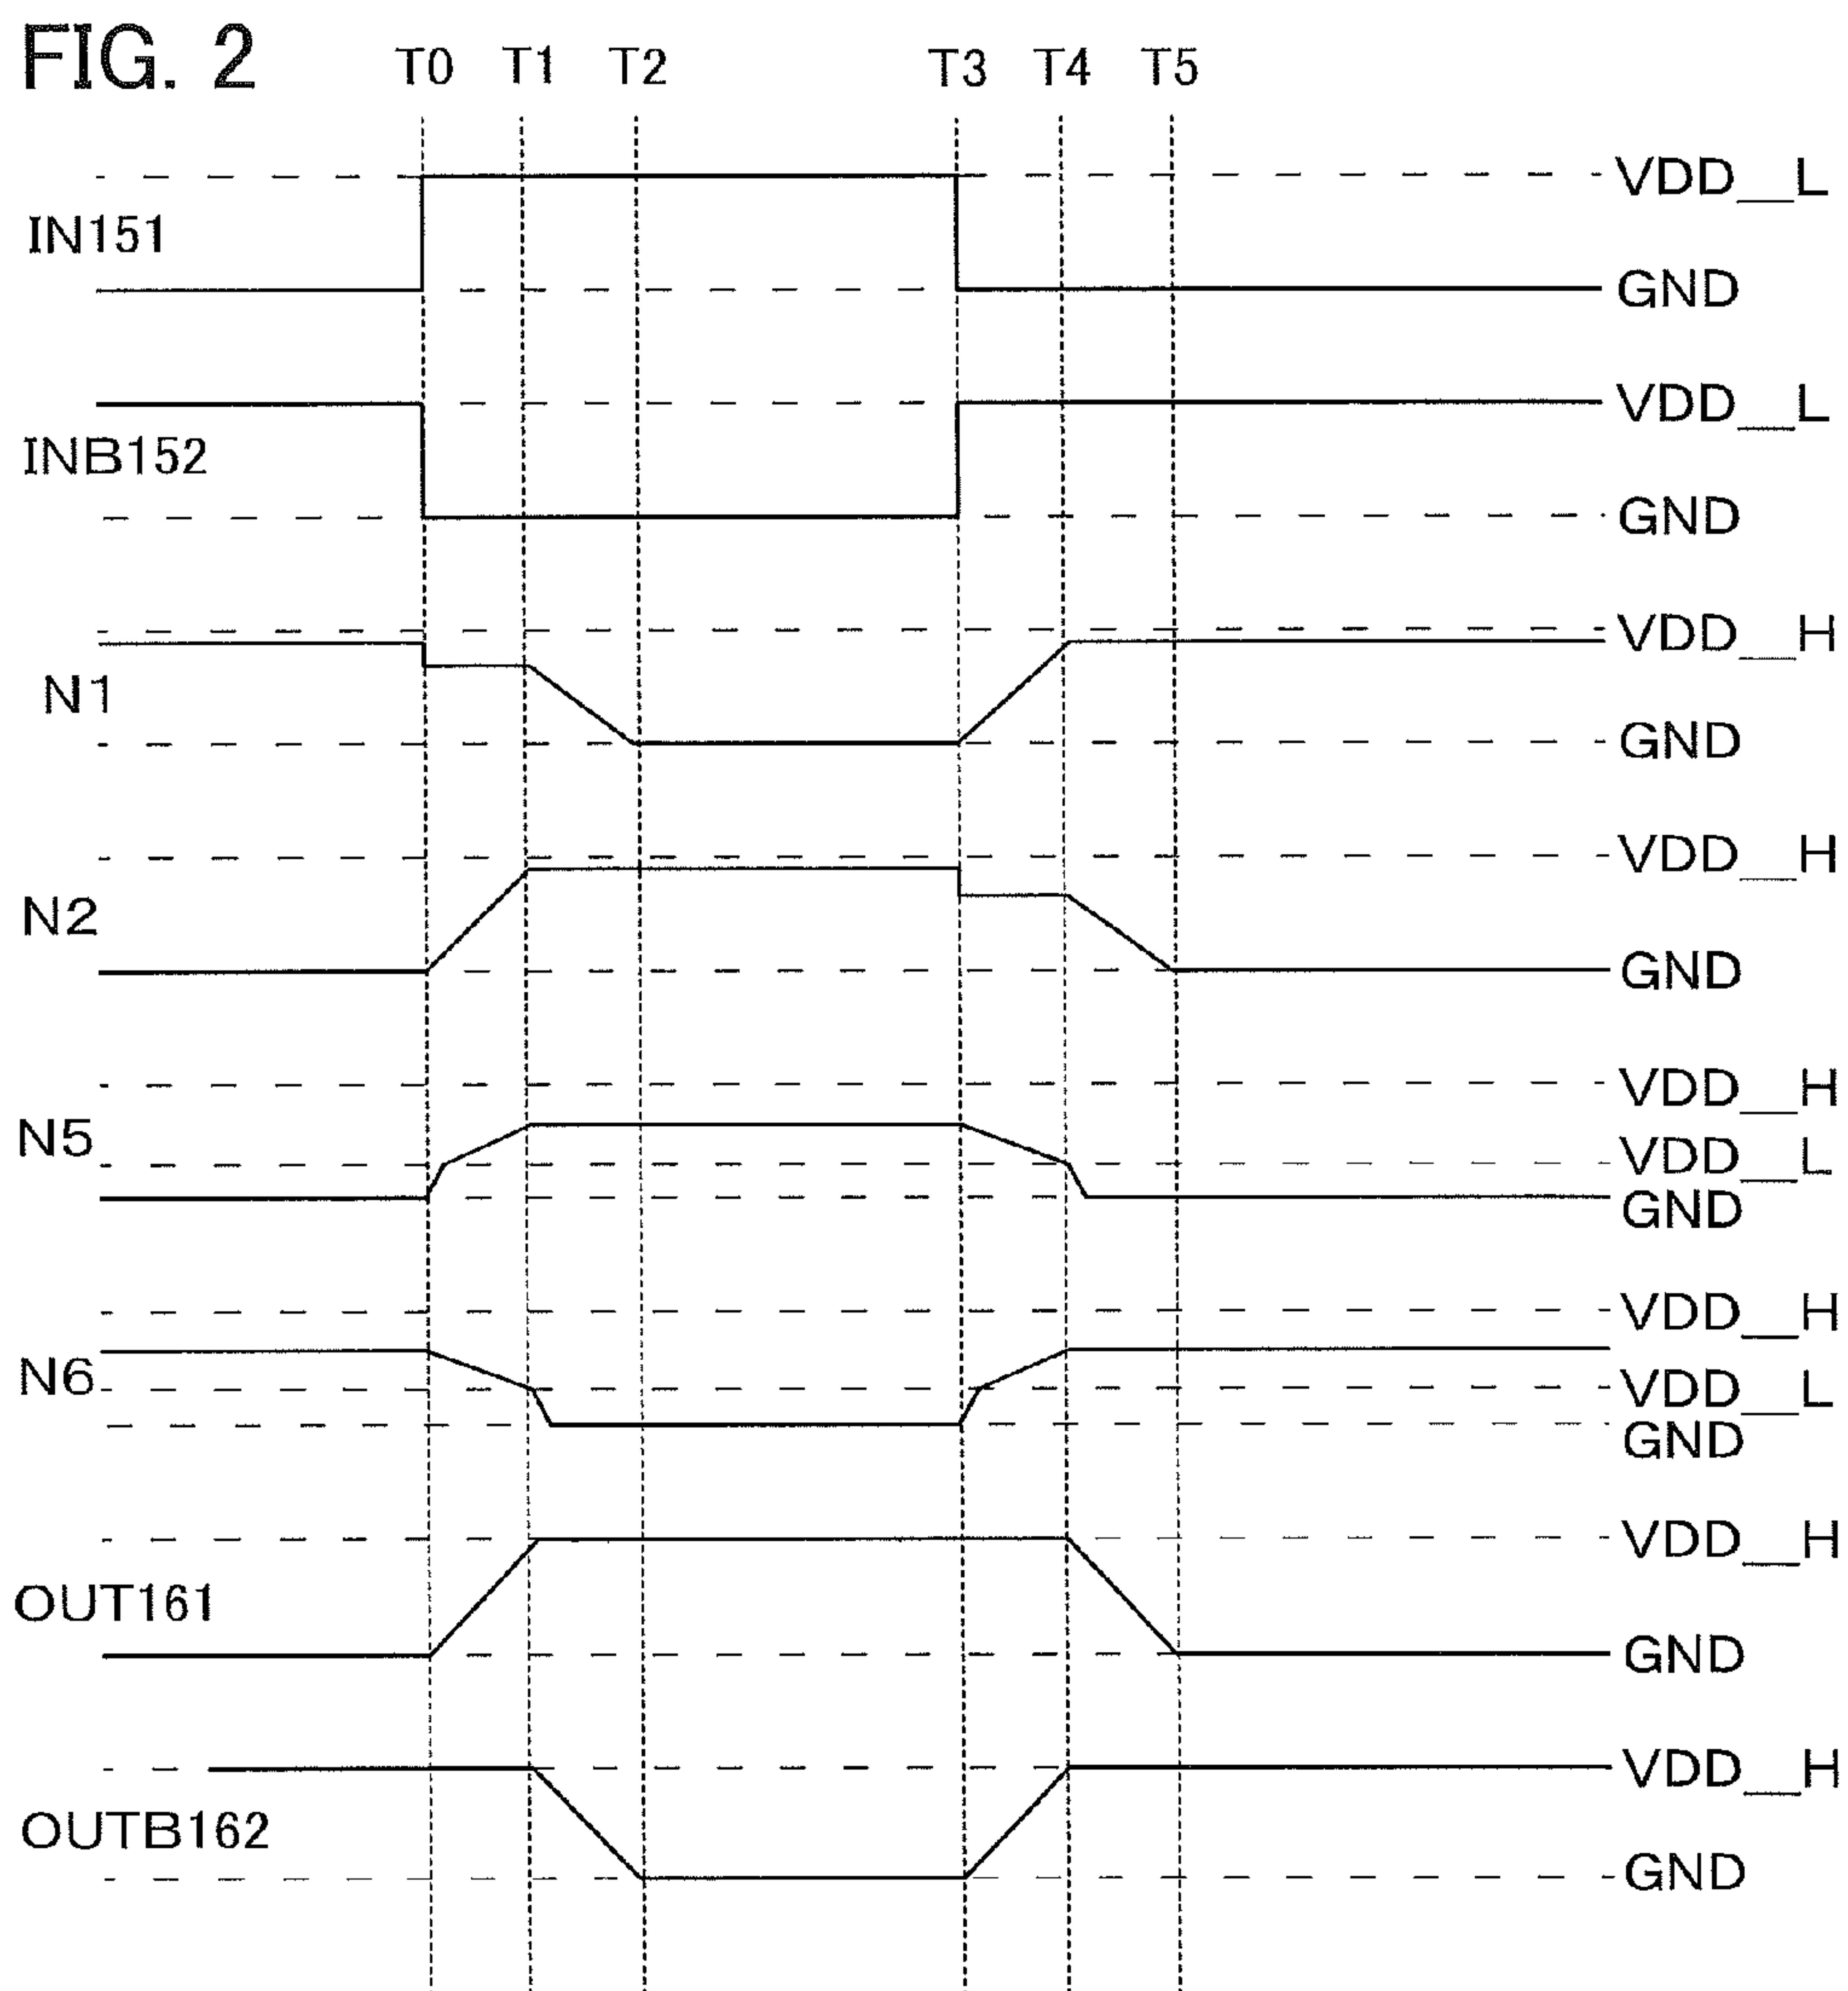 FIG. 2
T0 T1 T2 T3 T4 T5
VDD_L
IN151
GND
VDD_L
INB152
GND
VDD_H
N1
GND
VDD_H
N2
GND
VDD_H
N5
VDD_L
GND
VDD_H
N6
VDD_L
GND
VDD_H
OUT161
GND
VDD_H
OUTB162
GND